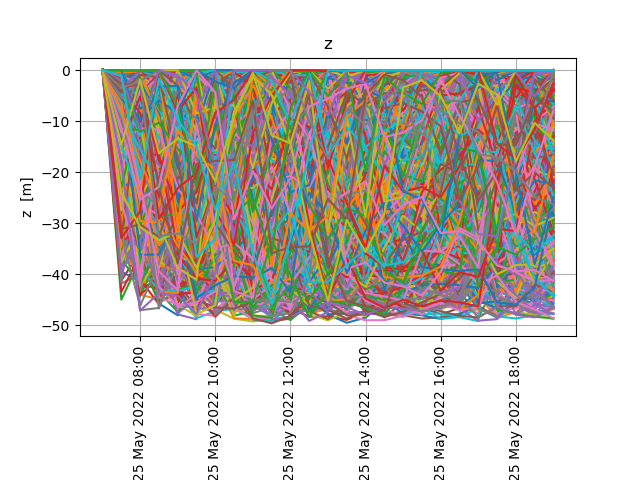 z
0
−10
−20
−30
−40
−50
z [m]
25 May 2022 08:00
25 May 2022 10:00
25 May 2022 12:00
25 May 2022 14:00
25 May 2022 16:00
25 May 2022 18:00